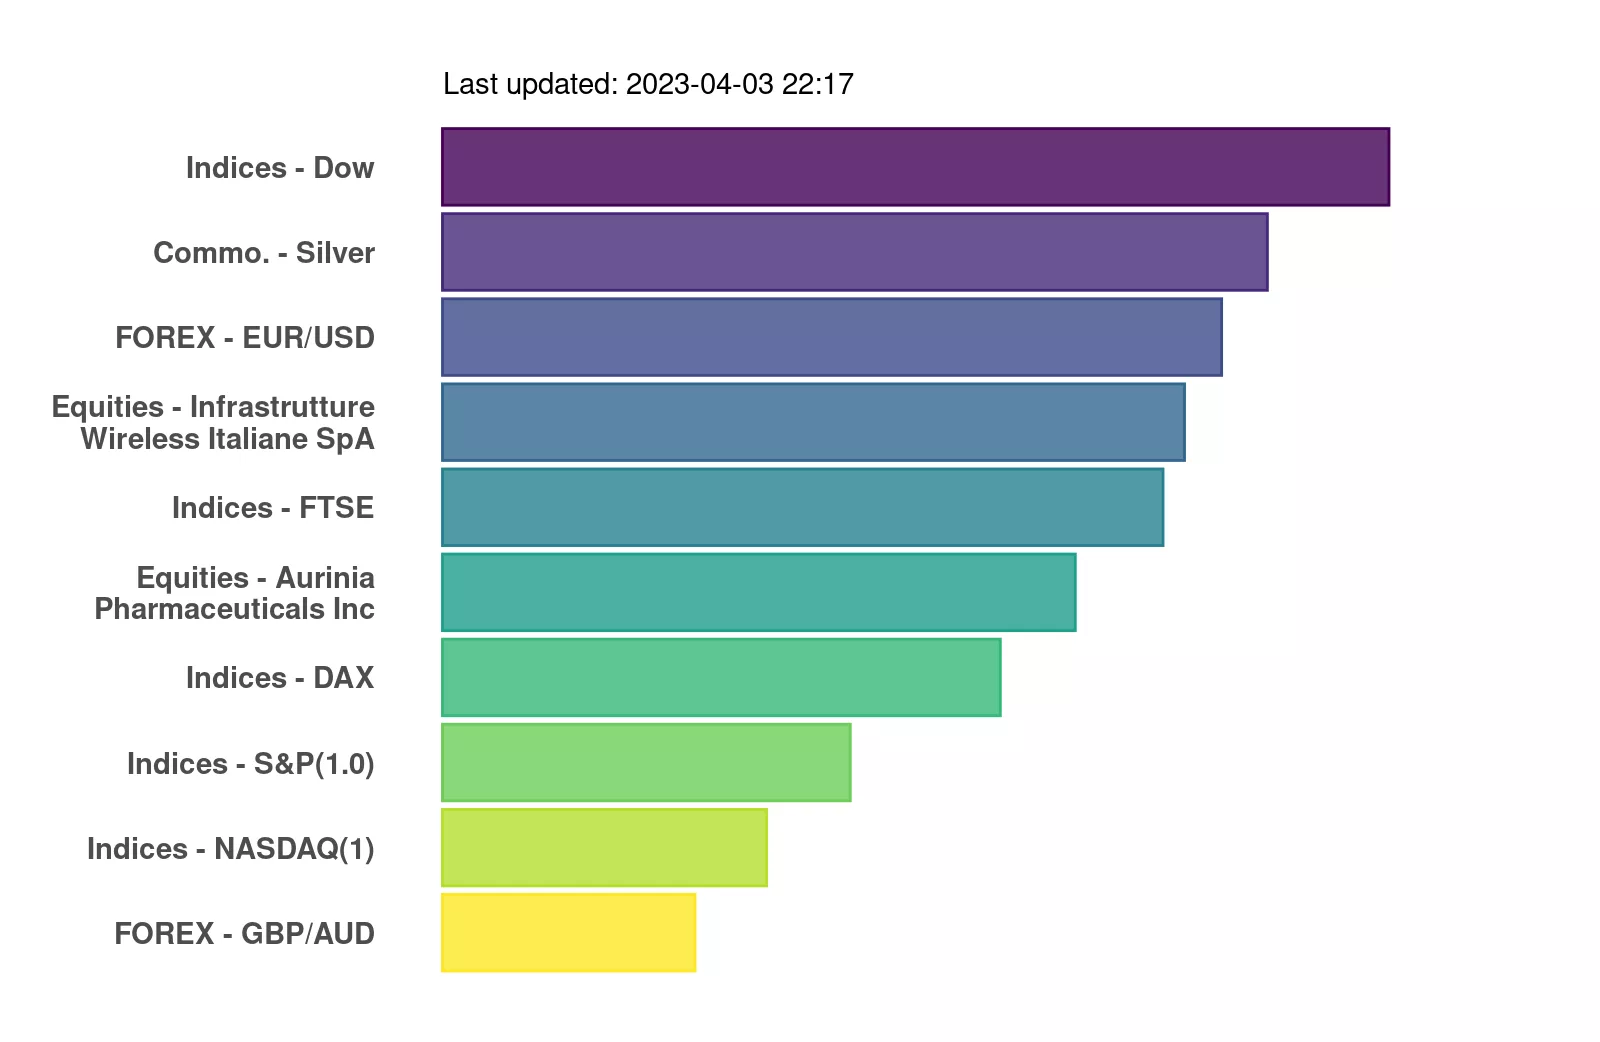 Last updated: 2023-04-03 22:17
Indices - Dow
Commo. - Silver
FOREX - EUR/USD
Equities - Infrastrutture
Wireless Italiane SpA
Indices - FTSE
Equities - Aurinia
Pharmaceuticals Inc
Indices - DAX
Indices - S&P(1.0)
Indices - NASDAQ(1)
FOREX - GBP/AUD